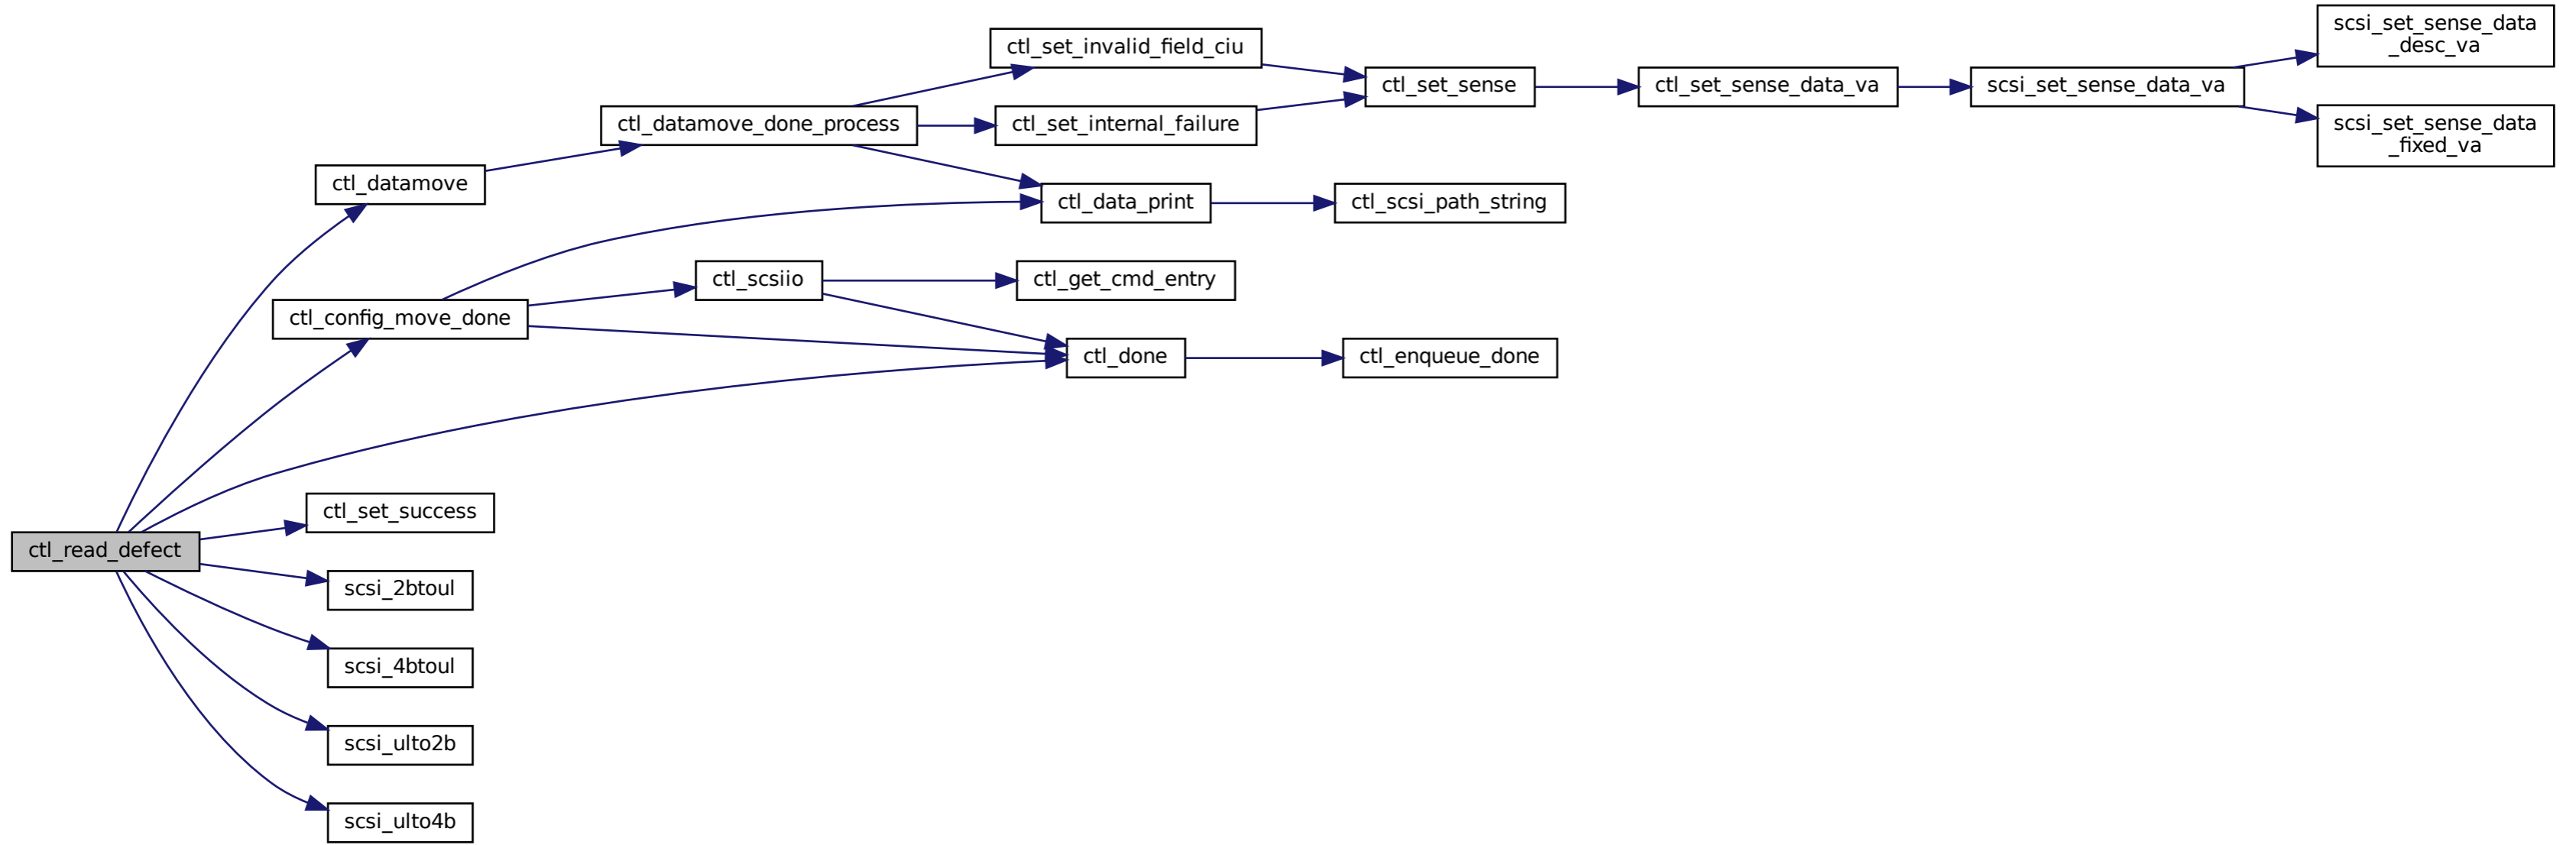 scsi_set_sense_data
_desc_va
ctl_set_invalid_field_ciu
ctl_set_sense
ctl_set_sense_data_va
scsi_set_sense_data_va
ctl_datamove_done_process
ctl_set_internal_failure
scsi_set_sense_data
_fixed_va
ctl_datamove
ctl_data_print
ctl_scsi_path_string
ctl_scsiio
ctl_get_cmd_entry
ctl_config_move_done
ctl_done
ctl_enqueue_done
ctl_set_success
ctl_read_defect
scsi_2btoul
scsi_4btoul
scsi_ulto2b
scsi_ulto4b